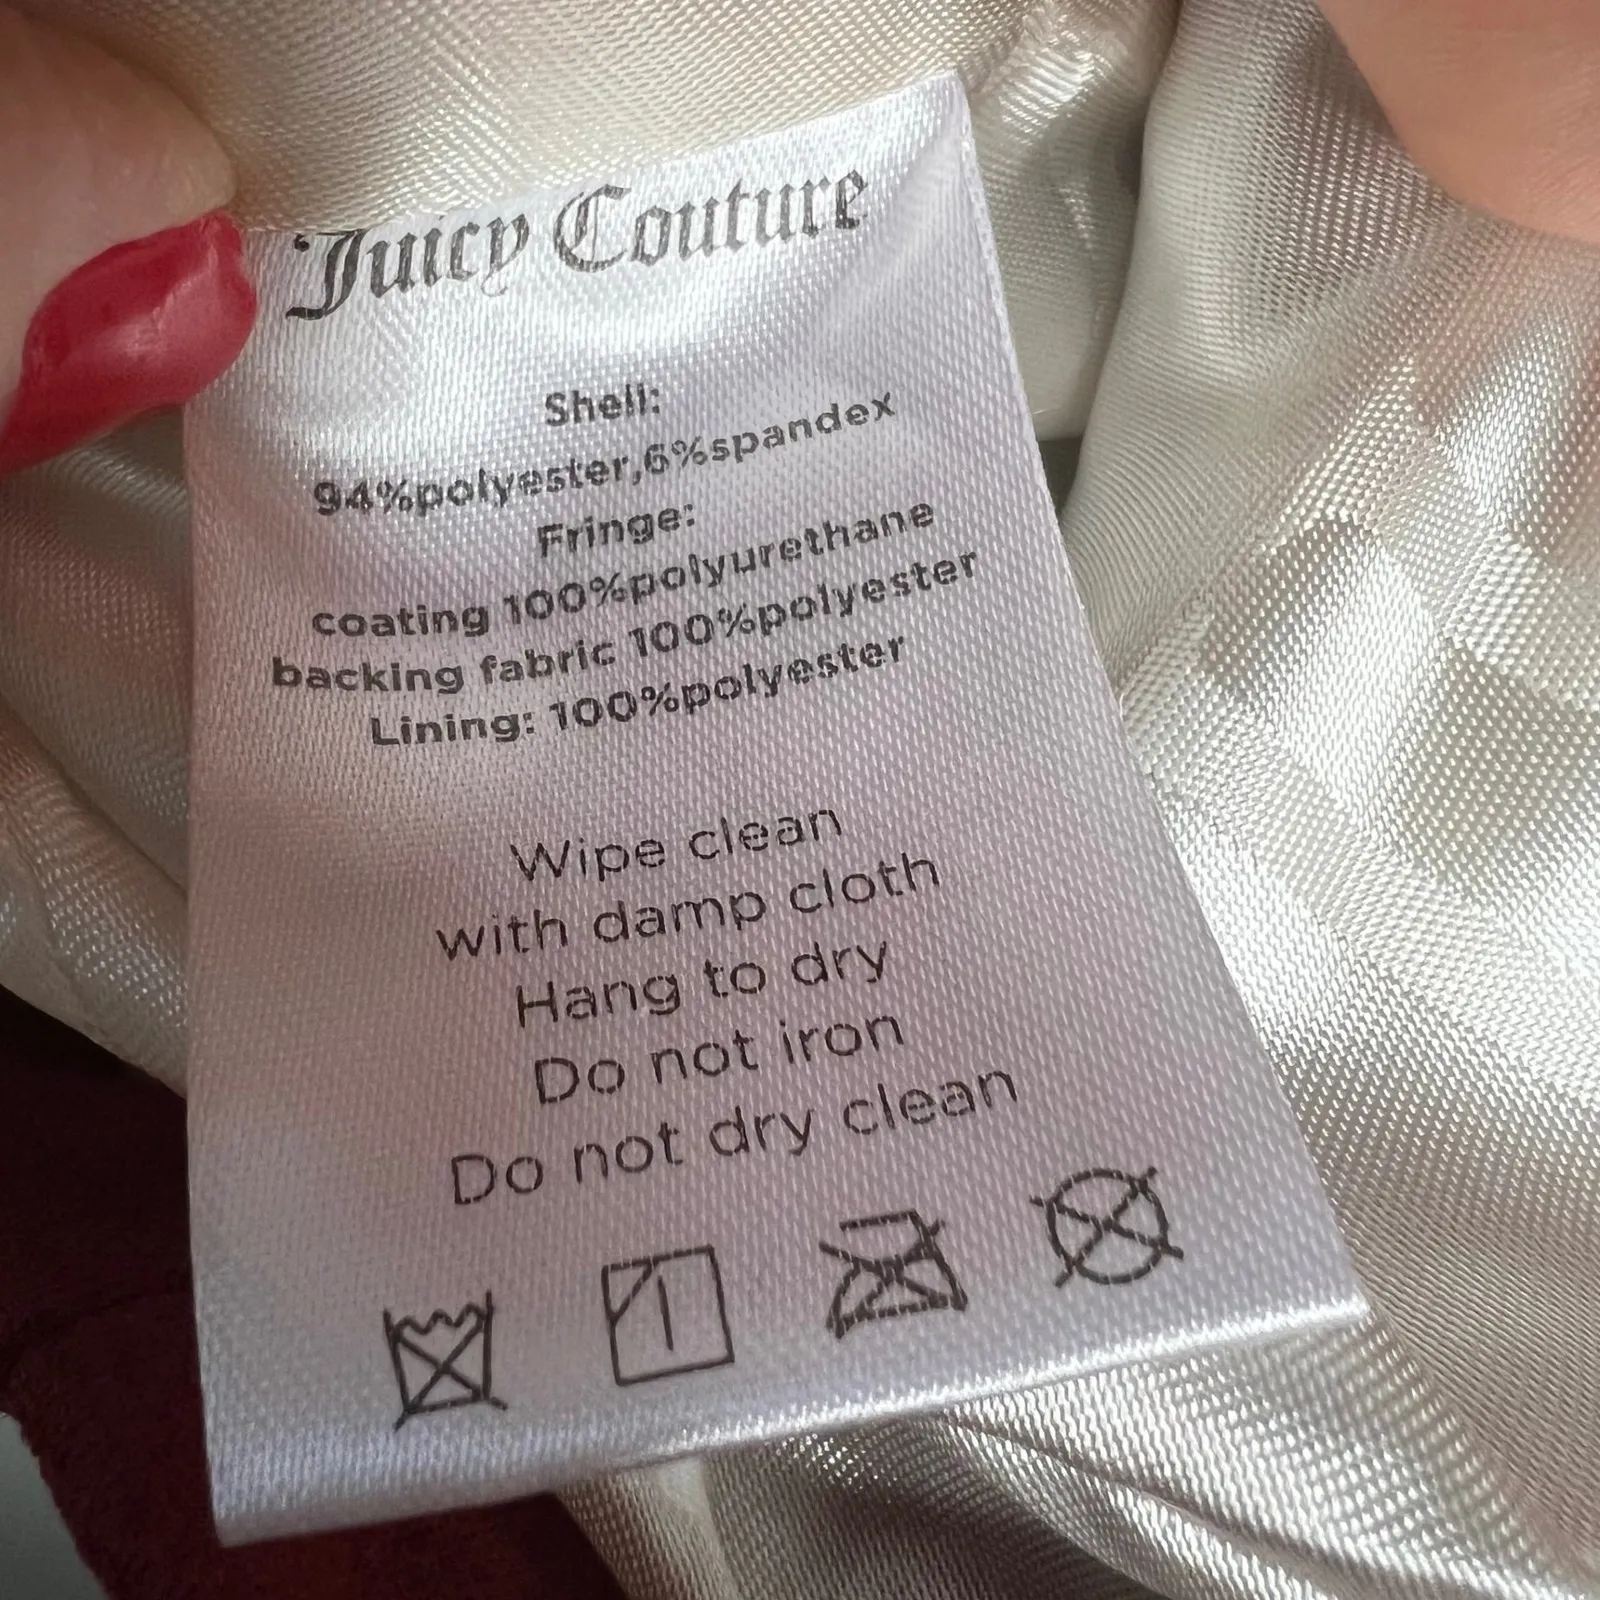 Juicy Couture
Shell:
94%polyester,6%spandex
Fringe:
coating 100%polyurethane
backing fabric 100%polyester
Lining: 100%polyester
Wipe clean
with damp cloth
Hang to dry
Do not iron
Do not dry clean